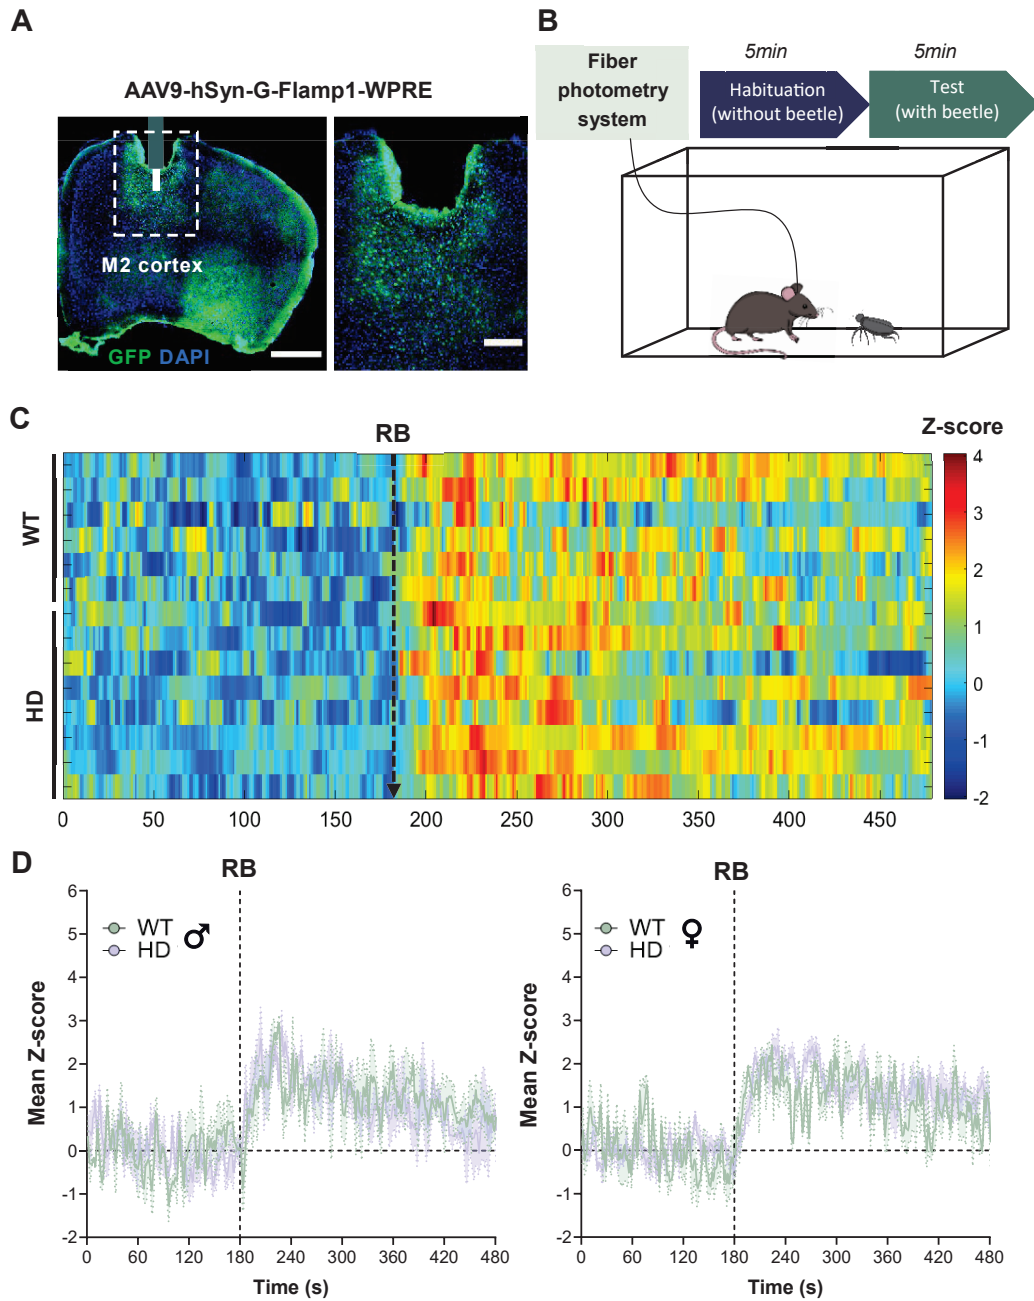 A
B
AAV9-hSyn-G-Flamp1-WPRE
M2 cortex
GFP DAPI
Fiber
photometry
system
5min
5min
Habituation
(without beetle)
Test
(with beetle)
C
RB
Z-score
WT
HD
4
3
2
1
0
-1
-2
0
50
100
150
200
250
300
350
400
450
D
RB
WT ♂
HD
Mean Z-score
6
5
4
3
2
1
0
-1
-2
0
60
120
180
240
300
360
420
480
Time (s)
RB
WT ♀
HD
Mean Z-score
6
5
4
3
2
1
0
-1
-2
0
60
120
180
240
300
360
420
480
Time (s)